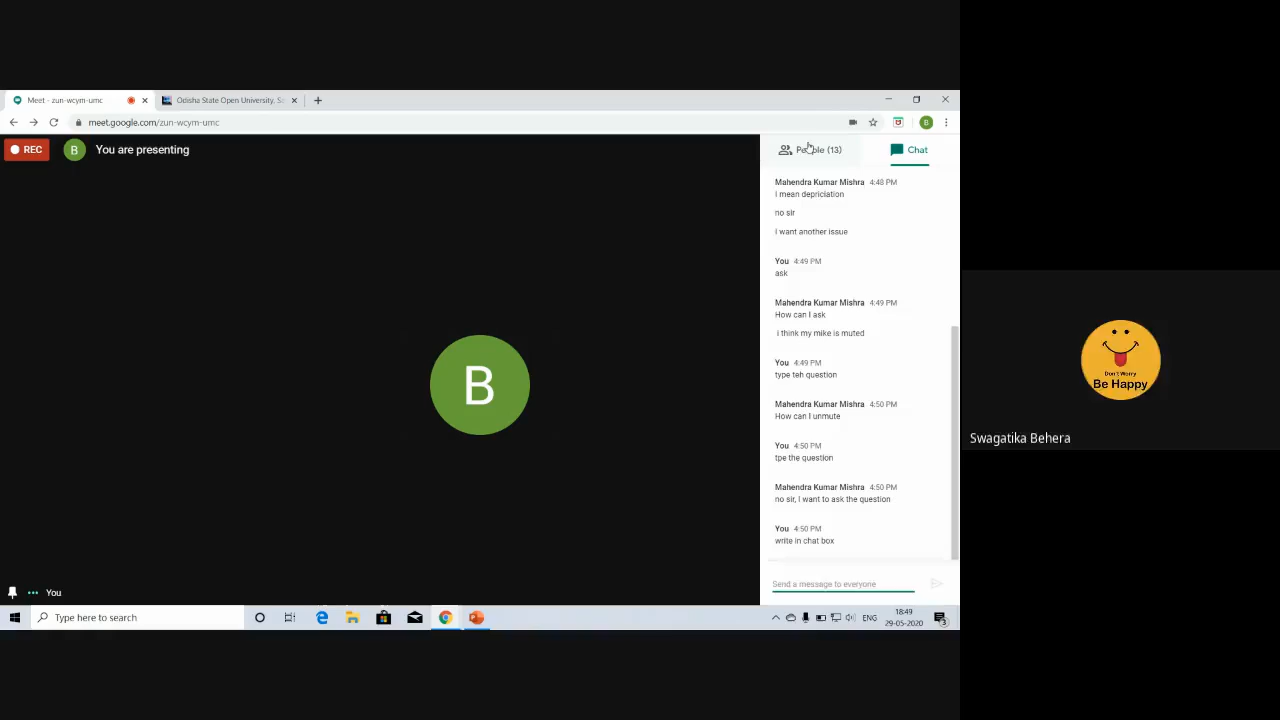 Meet - zun-wcym-umc
Odisha State Open University, Sa
meet.google.com/zun-wcym-umc
REC
B
You are presenting
People (13)
Chat
Mahendra Kumar Mishra 4:48 PM
I mean depriciation
no sir
i want another issue
You 4:49 PM
ask
Mahendra Kumar Mishra 4:49 PM
How can I ask
i think my mike is muted
You 4:49 PM
type teh question
Mahendra Kumar Mishra 4:50 PM
How can I unmute
You 4:50 PM
tpe the question
Mahendra Kumar Mishra 4:50 PM
no sir, I want to ask the question
You 4:50 PM
write in chat box
Send a message to everyone
B
B
You
Type here to search
ENG
18:49
29-05-2020
3
Don't Worry
Be Happy
Swagatika Behera